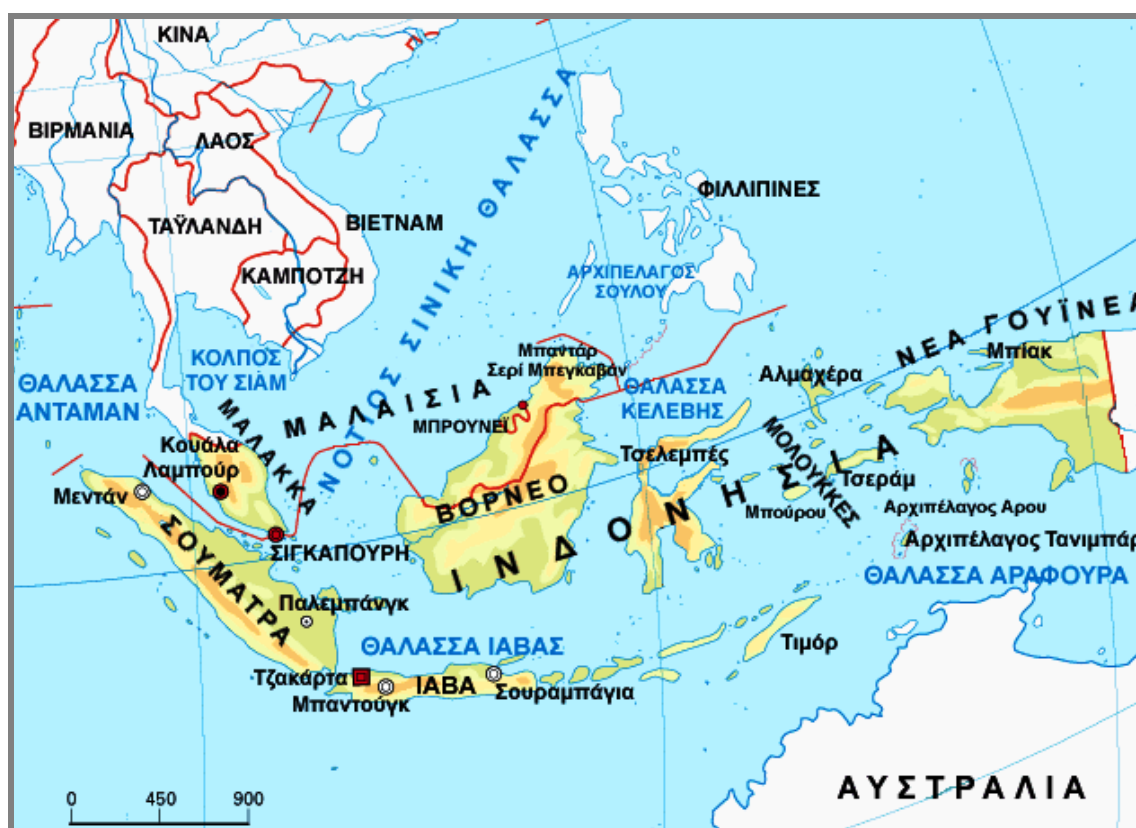 ΚΙΝΑ
ΒΙΡΜΑΝΙΑ
ΛΑΟΣ
ΤΑΫΛΑΝΔΗ
ΒΙΕΤΝΑΜ
ΚΑΜΠΟΤΖΗ
ΝΟΤΙΟΣ ΣΙΝΙΚΗ ΘΑΛΑΣΣΑ
ΦΙΛΛΙΠΙΝΕΣ
ΑΡΧΙΠΕΛΑΓΟΣ
ΣΟΥΛΟΥ
ΚΟΛΠΟΣ
ΤΟΥ ΣΙΑΜ
ΘΑΛΑΣΣΑ
ΑΝΤΑΜΑΝ
ΜΑΛΑΙΣΙΑ
ΜΑΛΑΚΚΑ
Μπαντάρ
Σερί Μπεγκαβάν
ΜΠΡΟΥΝΕΪ
ΘΑΛΑΣΣΑ
ΚΕΛΕΒΗΣ
ΝΕΑ ΓΟΥΪΝΕΑ
Μπίακ
Αλμαχέρα
ΜΟΛΟΥΚΚΕΣ
Κουάλα
Λαμπούρ
Μεντάν
ΣΙΓΚΑΠΟΥΡΗ
ΣΟΥΜΑΤΡΑ
ΒΟΡΝΕΟ
Τσελεμπές
ΙΝΔΟΝΗΣΙΑ
Τσεράμ
Μπούρου
Αρχιπέλαγος Αρου
Αρχιπέλαγος Τανιμπάρ
ΘΑΛΑΣΣΑ ΑΡΑΦΟΥΡΑ
Παλεμπάνγκ
ΘΑΛΑΣΣΑ ΙΑΒΑΣ
Τιμόρ
Τζακάρτα
ΙΑΒΑ
Μπαντούγκ
Σουραμπάγια
ΑΥΣΤΡΑΛΙΑ
0 450 900